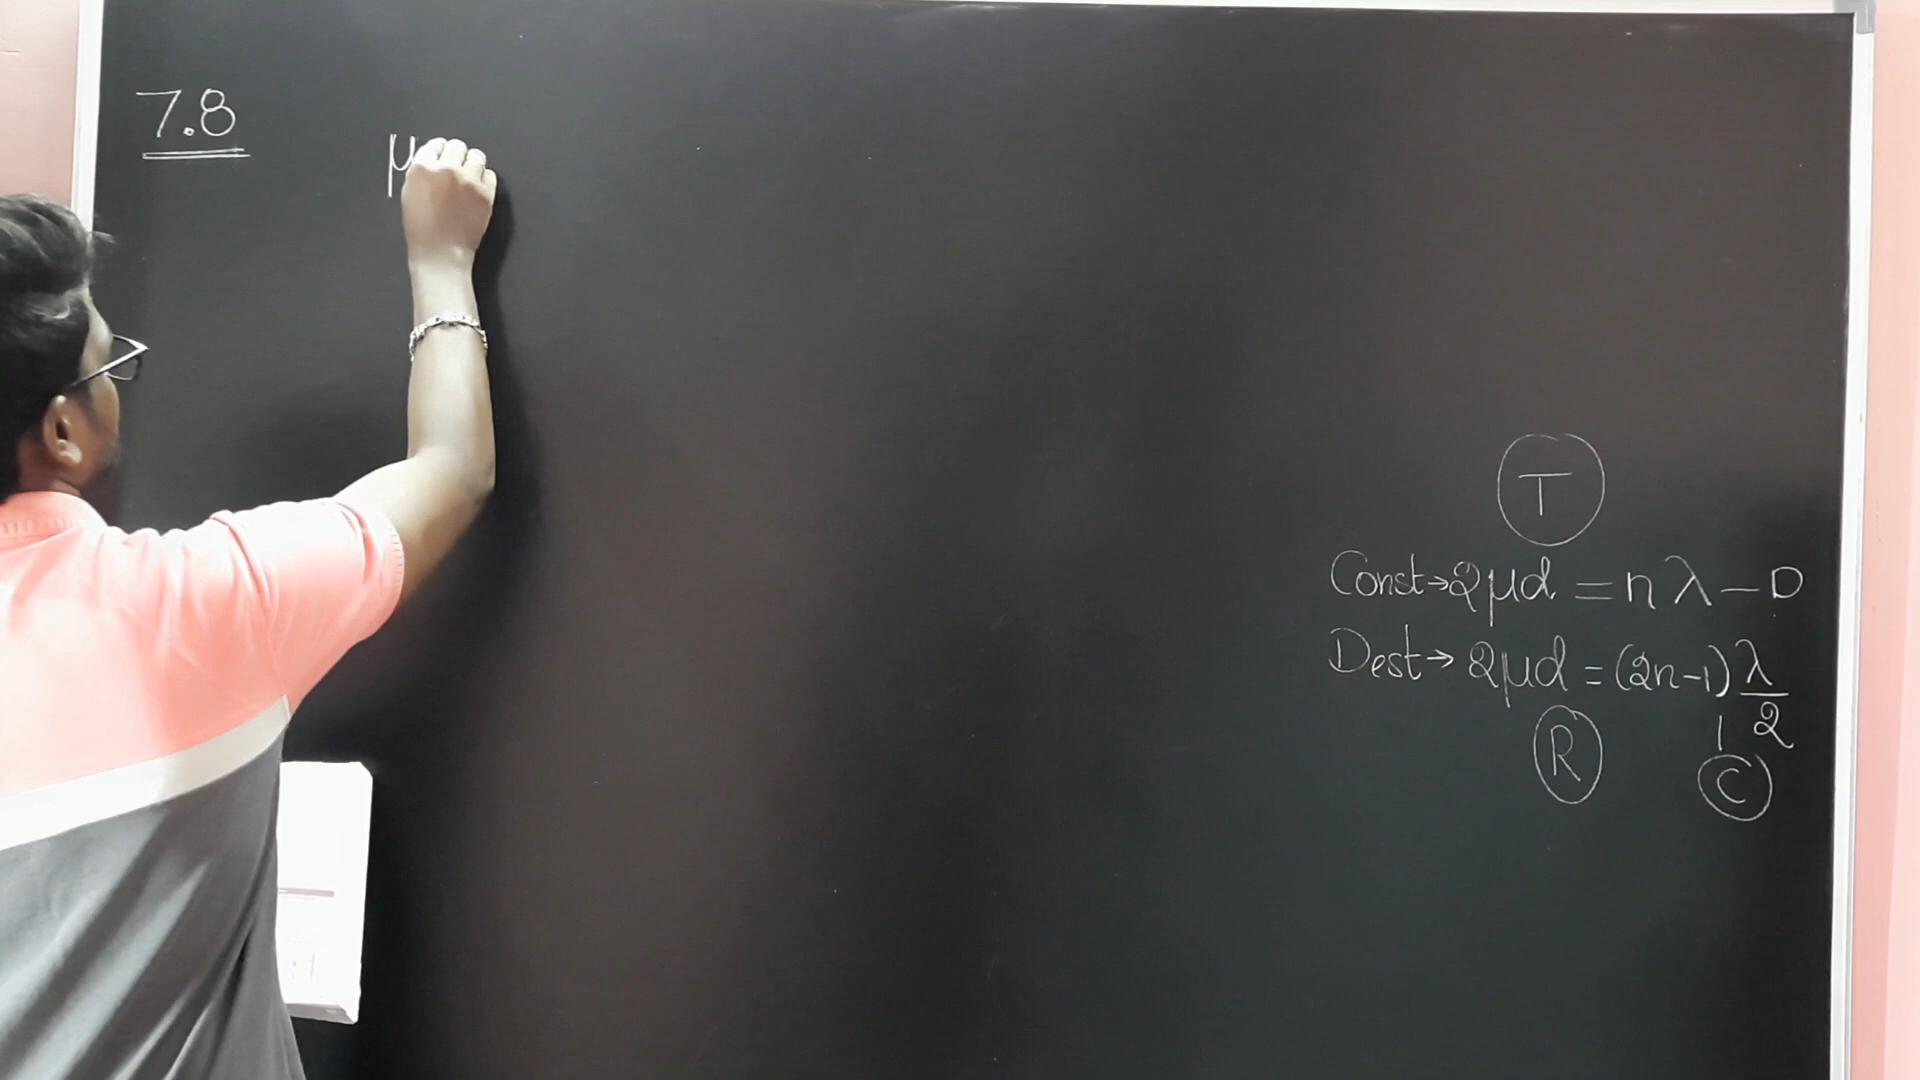 7.8
μ
T
Const→2μd = nλ – D
Dest→ 2μd = (2n-1) λ/2
R
C